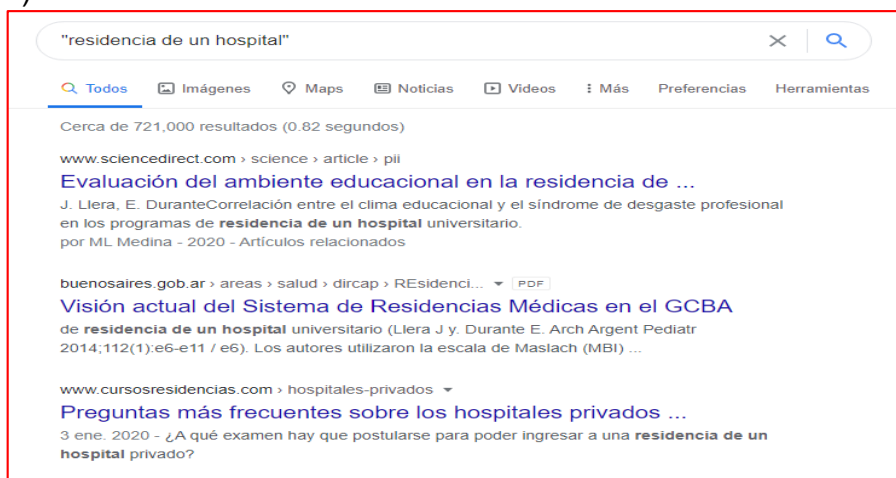 "residencia de un hospital"
Todos Imágenes Maps Noticias Videos Más Preferencias Herramientas
Cerca de 721,000 resultados (0.82 segundos)
www.sciencedirect.com › science › article › pii
Evaluación del ambiente educacional en la residencia de ...
J. Llera, E. DuranteCorrelación entre el clima educacional y el síndrome de desgaste profesional
en los programas de residencia de un hospital universitario.
por ML Medina - 2020 - Artículos relacionados
buenosaires.gob.ar › areas › salud › dircap › REsidenci... PDF
Visión actual del Sistema de Residencias Médicas en el GCBA
de residencia de un hospital universitario (Llera J y. Durante E. Arch Argent Pediatr
2014;112(1):e6-e11 / e6). Los autores utilizaron la escala de Maslach (MBI) ...
www.cursosresidencias.com › hospitales-privados
Preguntas más frecuentes sobre los hospitales privados ...
3 ene. 2020 - ¿A qué examen hay que postularse para poder ingresar a una residencia de un
hospital privado?